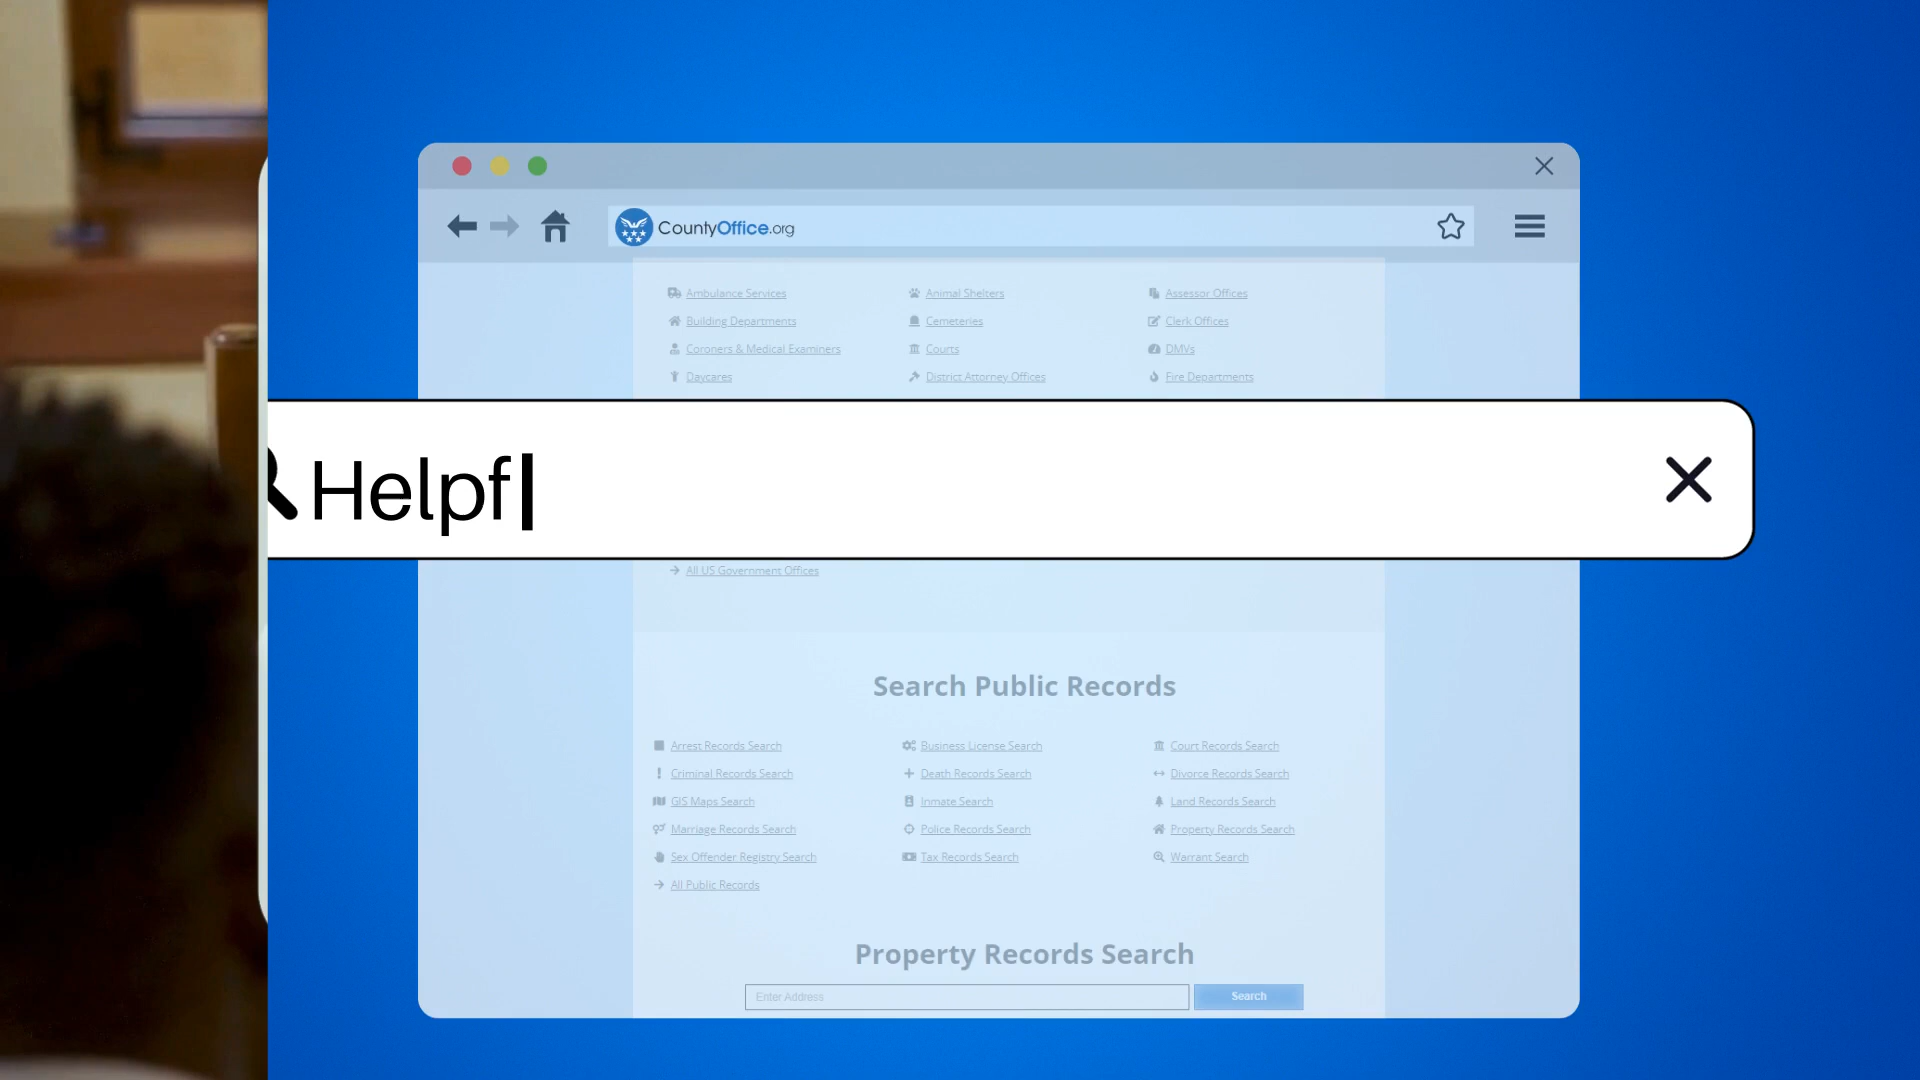 CountyOffice.org
Ambulance Services Animal Shelters Assessor Offices
Building Departments Cemeteries Clerk Offices
Coroners & Medical Examiners Courts DMVs
Daycares District Attorney Offices Fire Departments
Helpf
All US Government Offices
Search Public Records
Arrest Records Search Business License Search Court Records Search
Criminal Records Search Death Records Search Divorce Records Search
GIS Maps Search Inmate Search Land Records Search
Marriage Records Search Police Records Search Property Records Search
Sex Offender Registry Search Tax Records Search Warrant Search
All Public Records
Property Records Search
Enter Address Search